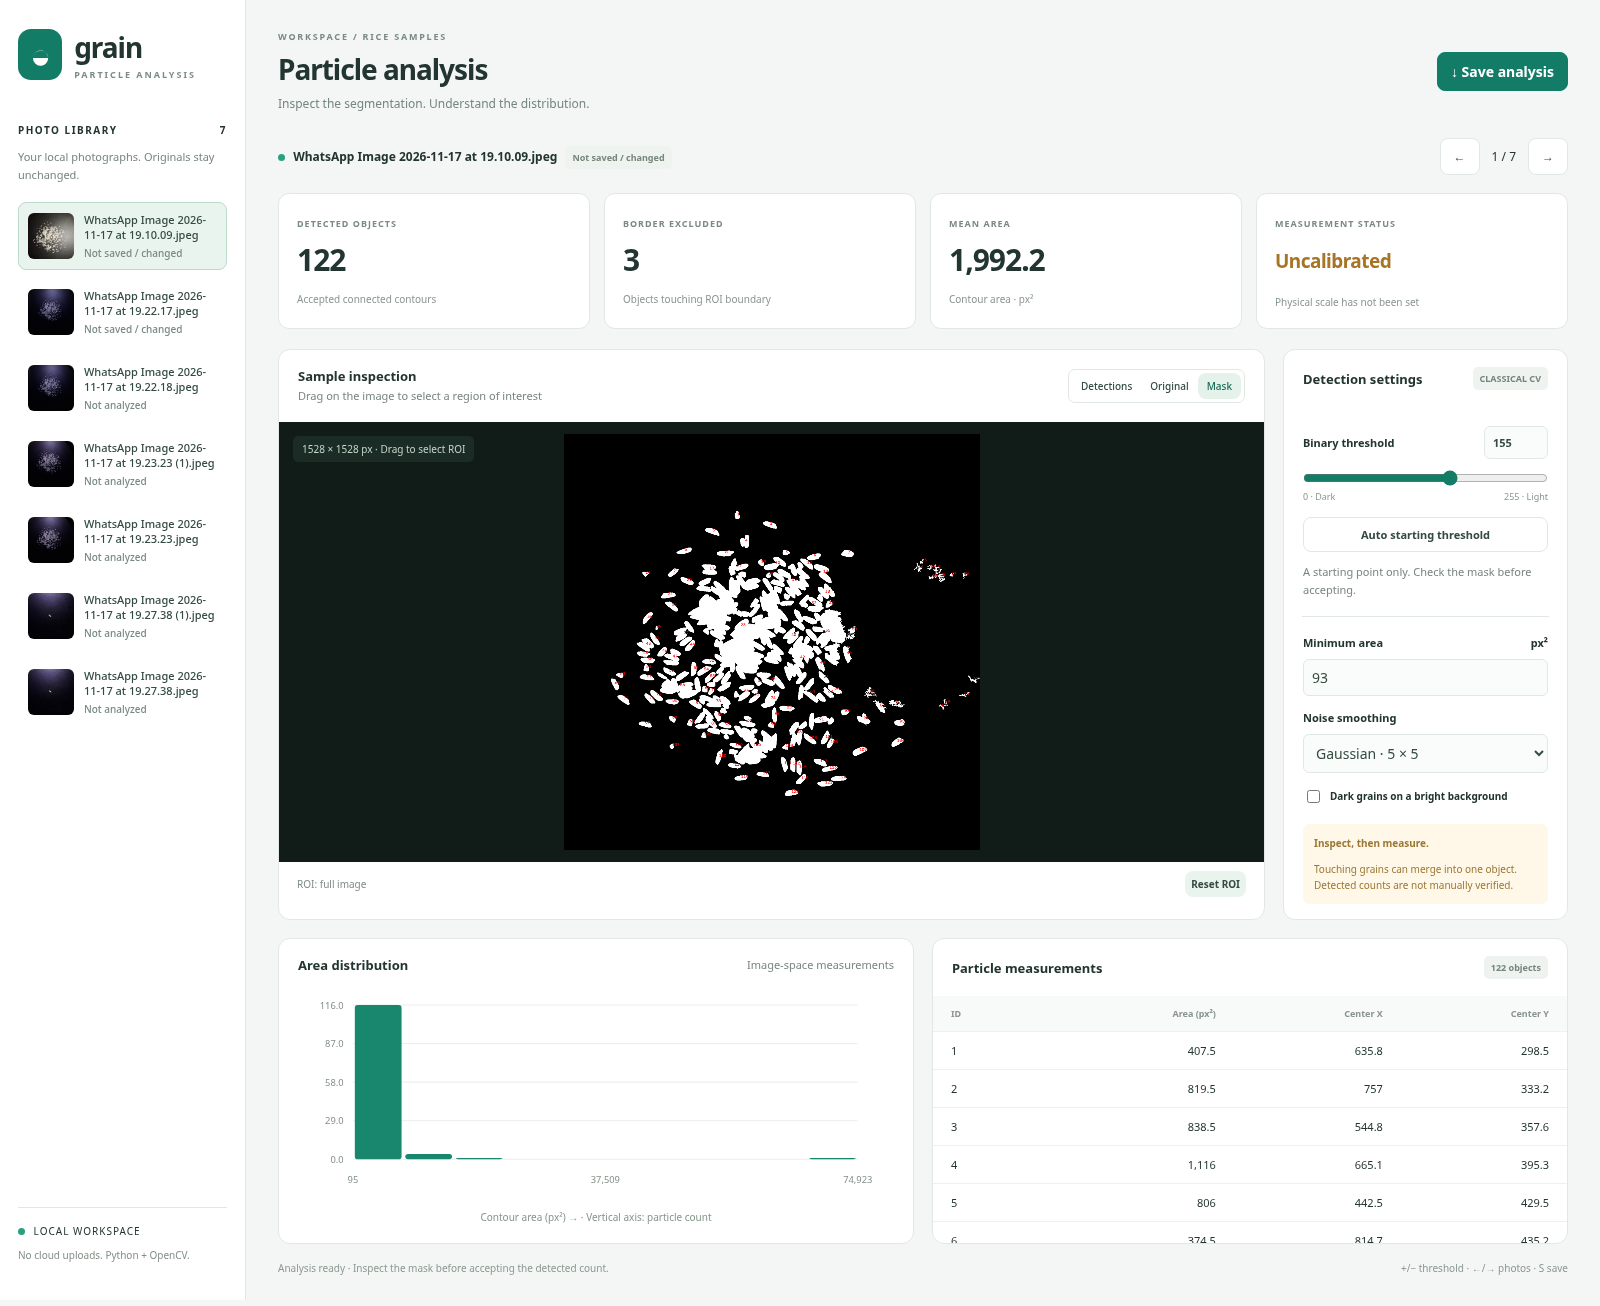 grain
PARTICLE ANALYSIS
PHOTO LIBRARY 7
Your local photographs. Originals stay
unchanged.
WhatsApp Image 2026-
11-17 at 19.10.09.jpeg
Not saved / changed
WhatsApp Image 2026-
11-17 at 19.22.17.jpeg
Not saved / changed
WhatsApp Image 2026-
11-17 at 19.22.18.jpeg
Not analyzed
WhatsApp Image 2026-
11-17 at 19.23.23 (1).jpeg
Not analyzed
WhatsApp Image 2026-
11-17 at 19.23.23.jpeg
Not analyzed
WhatsApp Image 2026-
11-17 at 19.27.38 (1).jpeg
Not analyzed
WhatsApp Image 2026-
11-17 at 19.27.38.jpeg
Not analyzed
LOCAL WORKSPACE
No cloud uploads. Python + OpenCV.
WORKSPACE / RICE SAMPLES
Particle analysis
Inspect the segmentation. Understand the distribution.
↓ Save analysis
WhatsApp Image 2026-11-17 at 19.10.09.jpeg Not saved / changed
← 1 / 7 →
DETECTED OBJECTS
122
Accepted connected contours
BORDER EXCLUDED
3
Objects touching ROI boundary
MEAN AREA
1,992.2
Contour area · px²
MEASUREMENT STATUS
Uncalibrated
Physical scale has not been set
Sample inspection
Drag on the image to select a region of interest
Detections Original Mask
1528 × 1528 px · Drag to select ROI
ROI: full image
Reset ROI
Detection settings CLASSICAL CV
Binary threshold 155
0 · Dark 255 · Light
Auto starting threshold
A starting point only. Check the mask before
accepting.
Minimum area px²
93
Noise smoothing
Gaussian · 5 × 5
Dark grains on a bright background
Inspect, then measure.
Touching grains can merge into one object.
Detected counts are not manually verified.
Area distribution Image-space measurements
116.0
87.0
58.0
29.0
0.0
95 37,509 74,923
Contour area (px²) → · Vertical axis: particle count
Particle measurements 122 objects
ID Area (px²) Center X Center Y
1 407.5 635.8 298.5
2 819.5 757 333.2
3 838.5 544.8 357.6
4 1,116 665.1 395.3
5 806 442.5 429.5
6 374.5 814.7 435.2
Analysis ready · Inspect the mask before accepting the detected count.
+/− threshold · ←/→ photos · S save